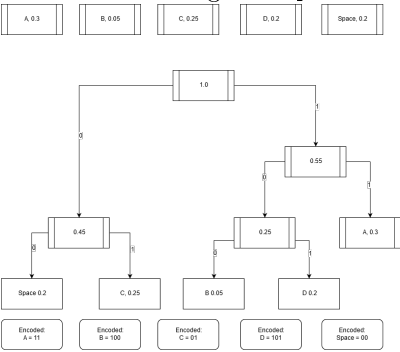 A, 0.3
B, 0.05
C, 0.25
D, 0.2
Space, 0.2
1.0
0
1
0.55
0
1
0.45
0.25
A, 0.3
0
1
0
1
Space 0.2
C, 0.25
B 0.05
D 0.2
Encoded:
A = 11
Encoded:
B = 100
Encoded:
C = 01
Encoded:
D = 101
Encoded:
Space = 00